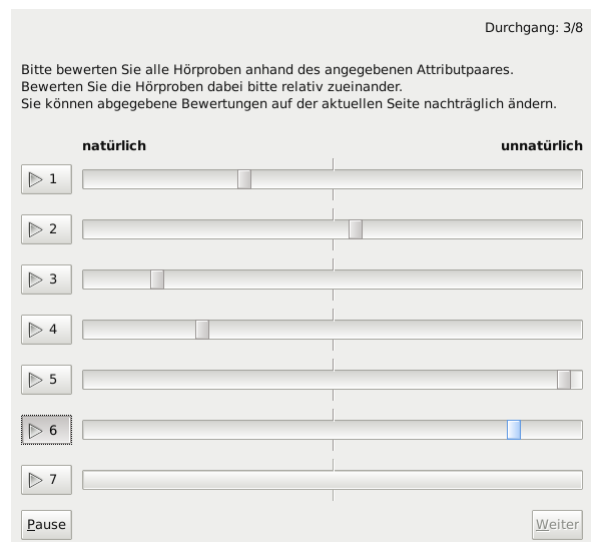 Durchgang: 3/8
Bitte bewerten Sie alle Hörproben anhand des angegebenen Attributpaares.
Bewerten Sie die Hörproben dabei bitte relativ zueinander.
Sie können abgegebene Bewertungen auf der aktuellen Seite nachträglich ändern.
natürlich unnatürlich
1
2
3
4
5
6
7
Pause Weiter